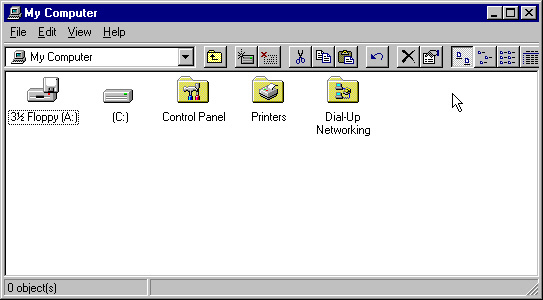 My Computer
File Edit View Help
My Computer
3½ Floppy (A:) (C:) Control Panel Printers Dial-Up
Networking
0 object(s)